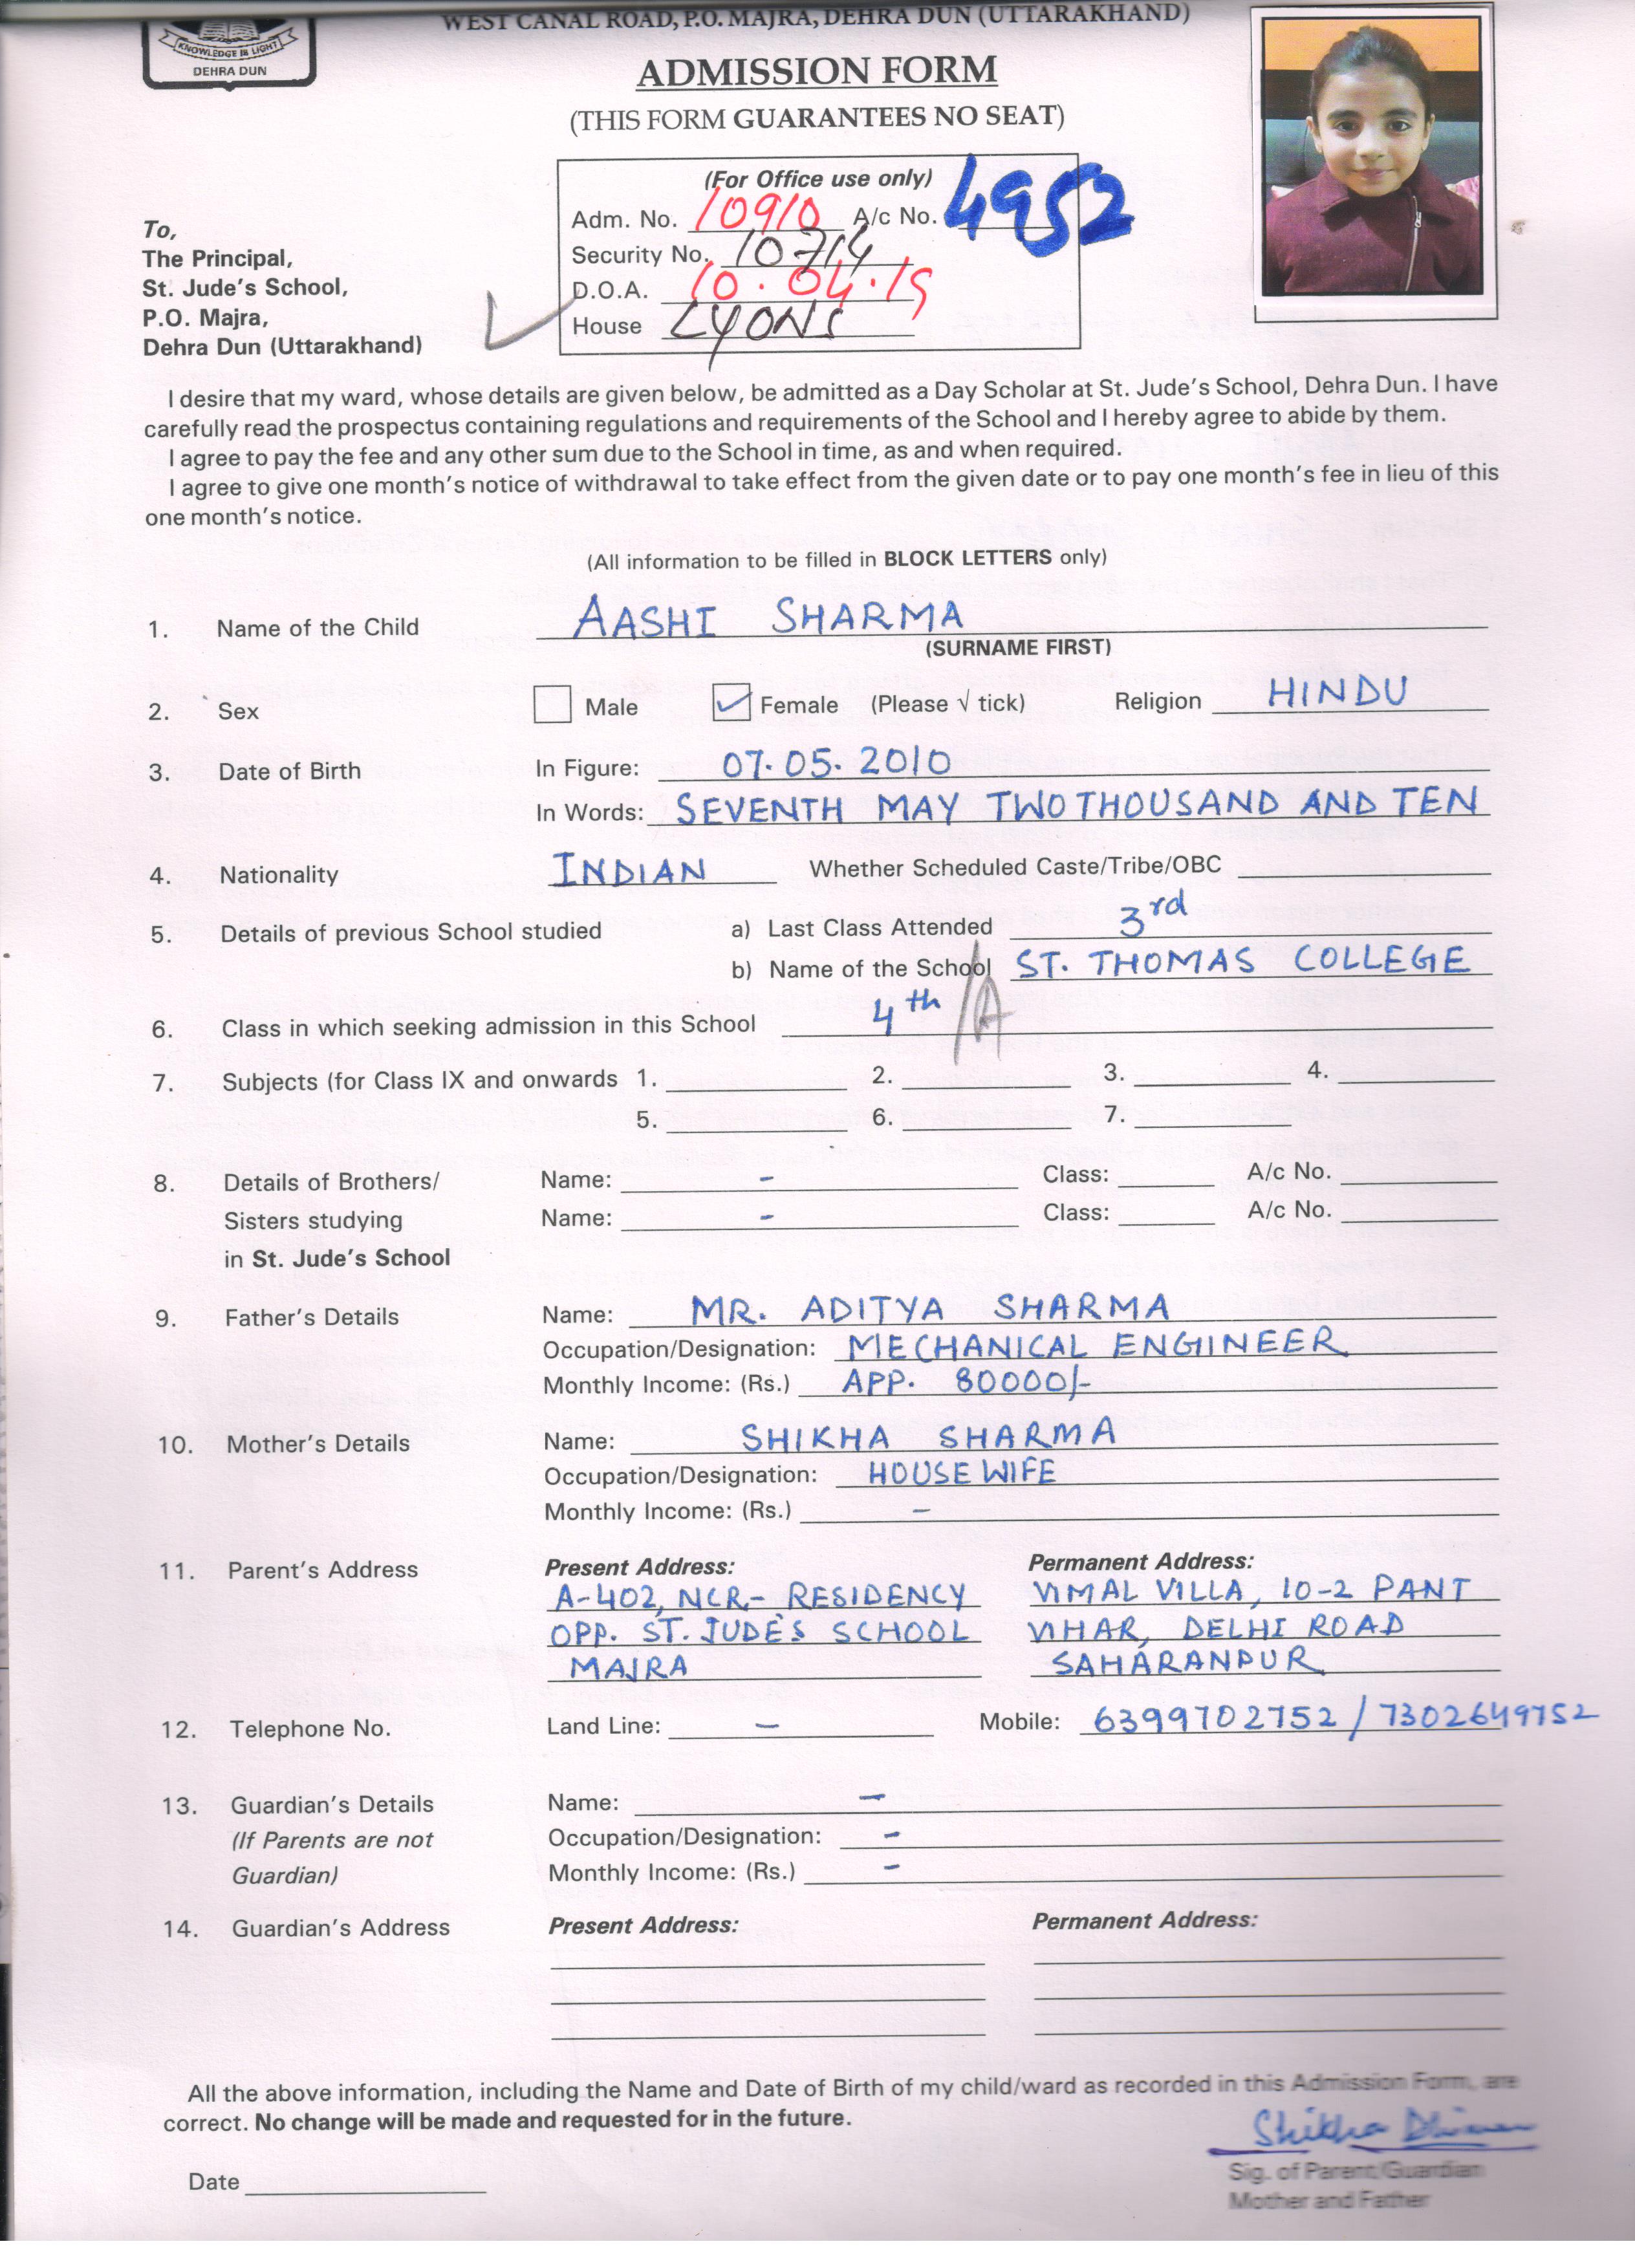 WEST CANAL ROAD, P.O. MAJRA, DEHRA DUN (UTTARAKHAND)
KNOWLEDGE IS LIGHT
DEHRA DUN
ADMISSION FORM
(THIS FORM GUARANTEES NO SEAT)
(For Office use only)
Adm. No. 10910 A/c No. 4952
Security No. 10714
D.O.A. 10.04.19
House LYONS
To,
The Principal,
St. Jude's School,
P.O. Majra,
Dehra Dun (Uttarakhand)
I desire that my ward, whose details are given below, be admitted as a Day Scholar at St. Jude's School, Dehra Dun. I have
carefully read the prospectus containing regulations and requirements of the School and I hereby agree to abide by them.
I agree to pay the fee and any other sum due to the School in time, as and when required.
I agree to give one month's notice of withdrawal to take effect from the given date or to pay one month's fee in lieu of this
one month's notice.
(All information to be filled in BLOCK LETTERS only)
1. Name of the Child AASHI SHARMA
(SURNAME FIRST)
2. Sex Male ✓ Female (Please √ tick) Religion HINDU
3. Date of Birth In Figure: 07.05.2010
In Words: SEVENTH MAY TWO THOUSAND AND TEN
4. Nationality INDIAN Whether Scheduled Caste/Tribe/OBC
5. Details of previous School studied a) Last Class Attended 3rd
b) Name of the School ST. THOMAS COLLEGE
6. Class in which seeking admission in this School 4th /A
7. Subjects (for Class IX and onwards 1. 2. 3. 4.
5. 6. 7.
8. Details of Brothers/ Name: - Class: A/c No.
Sisters studying Name: - Class: A/c No.
in St. Jude's School
9. Father's Details Name: MR. ADITYA SHARMA
Occupation/Designation: MECHANICAL ENGINEER
Monthly Income: (Rs.) APP. 80000/-
10. Mother's Details Name: SHIKHA SHARMA
Occupation/Designation: HOUSE WIFE
Monthly Income: (Rs.) -
11. Parent's Address Present Address: Permanent Address:
A-402, NCR- RESIDENCY VIMAL VILLA, 10-2 PANT
OPP. ST. JUDE'S SCHOOL VIHAR, DELHI ROAD
MAJRA SAHARANPUR
12. Telephone No. Land Line: - Mobile: 6399702752 / 7302649752
13. Guardian's Details Name: -
(If Parents are not Occupation/Designation: -
Guardian) Monthly Income: (Rs.) -
14. Guardian's Address Present Address: Permanent Address:
All the above information, including the Name and Date of Birth of my child/ward as recorded in this Admission Form, are
correct. No change will be made and requested for in the future.
Shikha Dhiman
Date Sig. of Parent/Guardian
Mother and Father